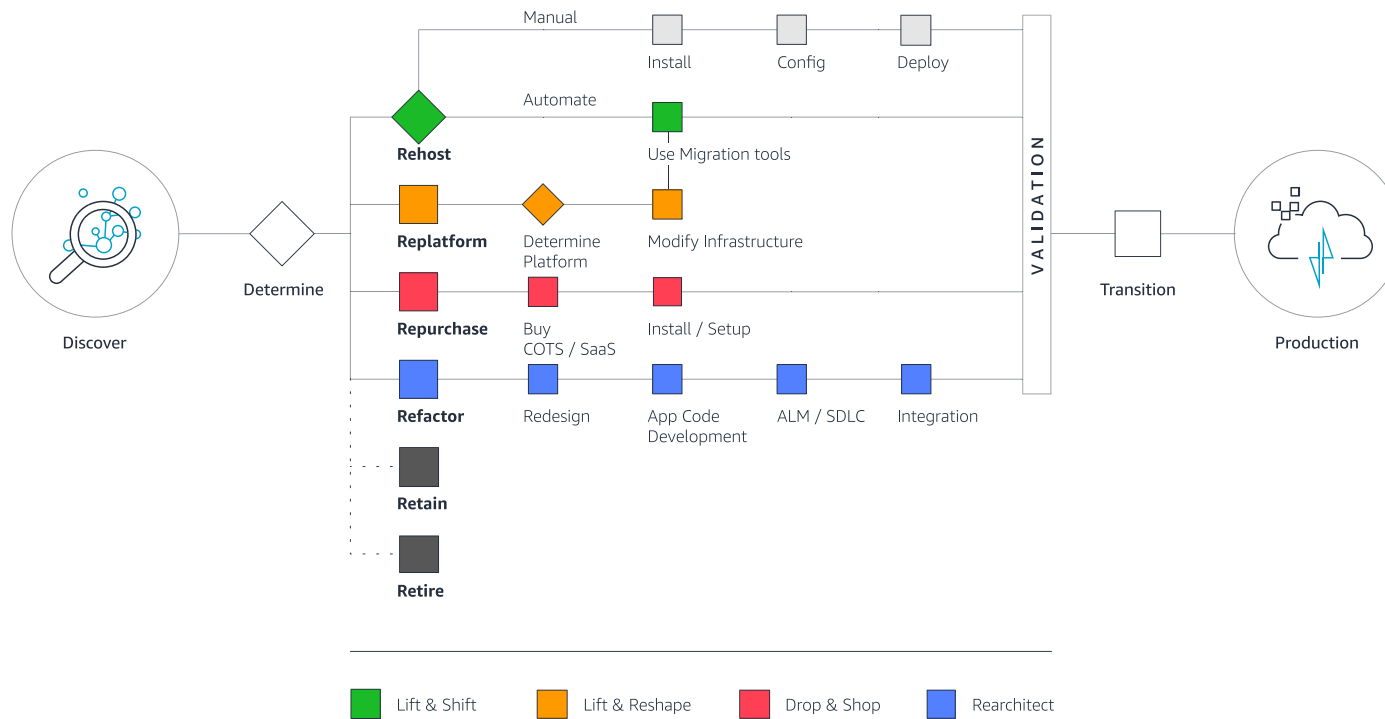 Manual
Install
Config
Deploy
Automate
Rehost
Use Migration tools
Replatform
Determine
Platform
Modify Infrastructure
Determine
Discover
Repurchase
Buy
COTS / SaaS
Install / Setup
Refactor
Redesign
App Code
Development
ALM / SDLC
Integration
Retain
Retire
VALIDATION
Transition
Production
Lift & Shift
Lift & Reshape
Drop & Shop
Rearchitect